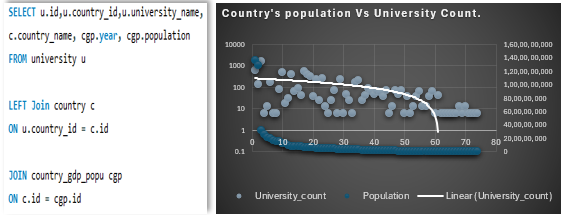 SELECT u.id,u.country_id,u.university_name,
c.country_name, cgp.year, cgp.population
FROM university u
LEFT Join country c
ON u.country_id = c.id
JOIN country_gdp_popu cgp
ON c.id = cgp.id
Country's population Vs University Count.
10000
1000
100
10
1
0.1
1,60,00,00,000
1,40,00,00,000
1,20,00,00,000
1,00,00,00,000
80,00,00,000
60,00,00,000
40,00,00,000
20,00,00,000
0
0 10 20 30 40 50 60 70 80
University_count Population Linear (University_count)